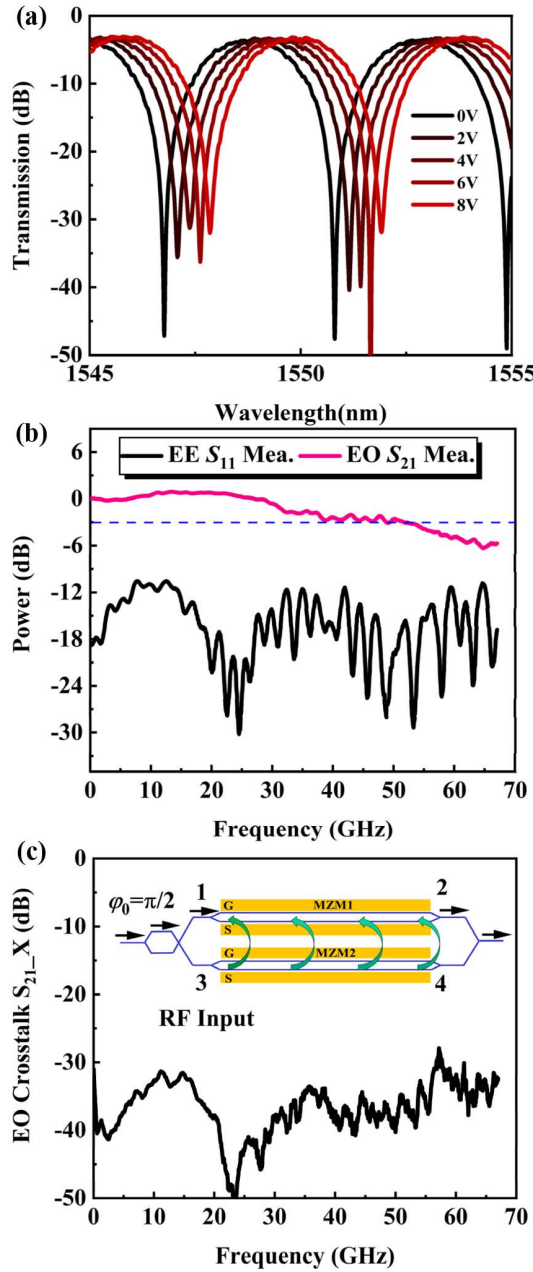 (a)
0
-10
-20
-30
-40
-50
Transmission (dB)
0V
2V
4V
6V
8V
1545
1550
1555
Wavelength(nm)
(b)
6
0
-6
-12
-18
-24
-30
Power (dB)
EE S11 Mea.
EO S21 Mea.
0
10
20
30
40
50
60
70
Frequency (GHz)
(c)
0
-10
-20
-30
-40
-50
EO Crosstalk S21_X (dB)
φ0=π/2
1
2
3
4
G
MZM1
S
G
MZM2
S
RF Input
0
10
20
30
40
50
60
70
Frequency (GHz)